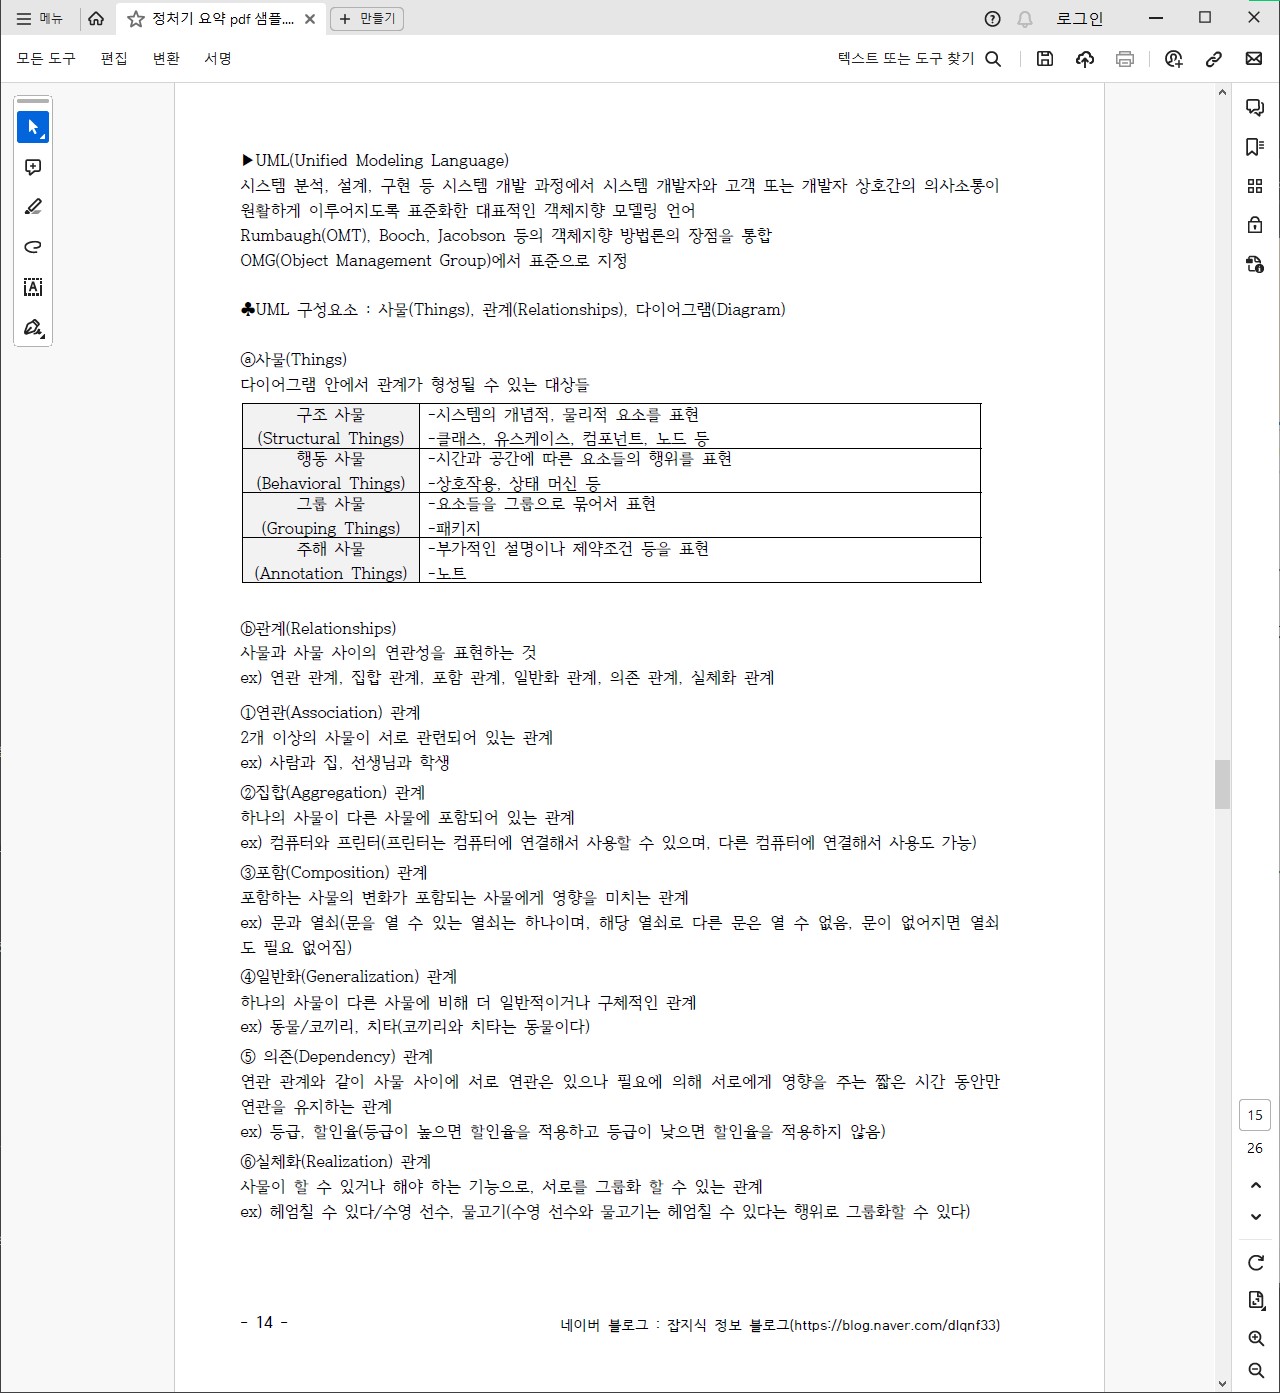 메뉴
정처기 요약 pdf 샘플....
만들기
로그인
모든 도구 편집 변환 서명
텍스트 또는 도구 찾기
▶UML(Unified Modeling Language)
시스템 분석, 설계, 구현 등 시스템 개발 과정에서 시스템 개발자와 고객 또는 개발자 상호간의 의사소통이
원활하게 이루어지도록 표준화한 대표적인 객체지향 모델링 언어
Rumbaugh(OMT), Booch, Jacobson 등의 객체지향 방법론의 장점을 통합
OMG(Object Management Group)에서 표준으로 지정
♣UML 구성요소 : 사물(Things), 관계(Relationships), 다이어그램(Diagram)
ⓐ사물(Things)
다이어그램 안에서 관계가 형성될 수 있는 대상들
구조 사물
(Structural Things)
-시스템의 개념적, 물리적 요소를 표현
-클래스, 유스케이스, 컴포넌트, 노드 등
행동 사물
(Behavioral Things)
-시간과 공간에 따른 요소들의 행위를 표현
-상호작용, 상태 머신 등
그룹 사물
(Grouping Things)
-요소들을 그룹으로 묶어서 표현
-패키지
주해 사물
(Annotation Things)
-부가적인 설명이나 제약조건 등을 표현
-노트
ⓑ관계(Relationships)
사물과 사물 사이의 연관성을 표현하는 것
ex) 연관 관계, 집합 관계, 포함 관계, 일반화 관계, 의존 관계, 실체화 관계
①연관(Association) 관계
2개 이상의 사물이 서로 관련되어 있는 관계
ex) 사람과 집, 선생님과 학생
②집합(Aggregation) 관계
하나의 사물이 다른 사물에 포함되어 있는 관계
ex) 컴퓨터와 프린터(프린터는 컴퓨터에 연결해서 사용할 수 있으며, 다른 컴퓨터에 연결해서 사용도 가능)
③포함(Composition) 관계
포함하는 사물의 변화가 포함되는 사물에게 영향을 미치는 관계
ex) 문과 열쇠(문을 열 수 있는 열쇠는 하나이며, 해당 열쇠로 다른 문은 열 수 없음, 문이 없어지면 열쇠
도 필요 없어짐)
④일반화(Generalization) 관계
하나의 사물이 다른 사물에 비해 더 일반적이거나 구체적인 관계
ex) 동물/코끼리, 치타(코끼리와 치타는 동물이다)
⑤ 의존(Dependency) 관계
연관 관계와 같이 사물 사이에 서로 연관은 있으나 필요에 의해 서로에게 영향을 주는 짧은 시간 동안만
연관을 유지하는 관계
ex) 등급, 할인율(등급이 높으면 할인율을 적용하고 등급이 낮으면 할인율을 적용하지 않음)
⑥실체화(Realization) 관계
사물이 할 수 있거나 해야 하는 기능으로, 서로를 그룹화 할 수 있는 관계
ex) 헤엄칠 수 있다/수영 선수, 물고기(수영 선수와 물고기는 헤엄칠 수 있다는 행위로 그룹화할 수 있다)
- 14 -
네이버 블로그 : 잡지식 정보 블로그(https://blog.naver.com/dlqnf33)
15
26